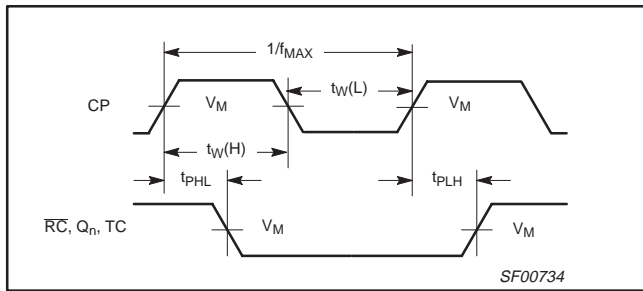 1/fMAX
CP
VM
tW(L)
VM
tW(H)
tPHL
tPLH
RC, Qn, TC
VM
VM
SF00734